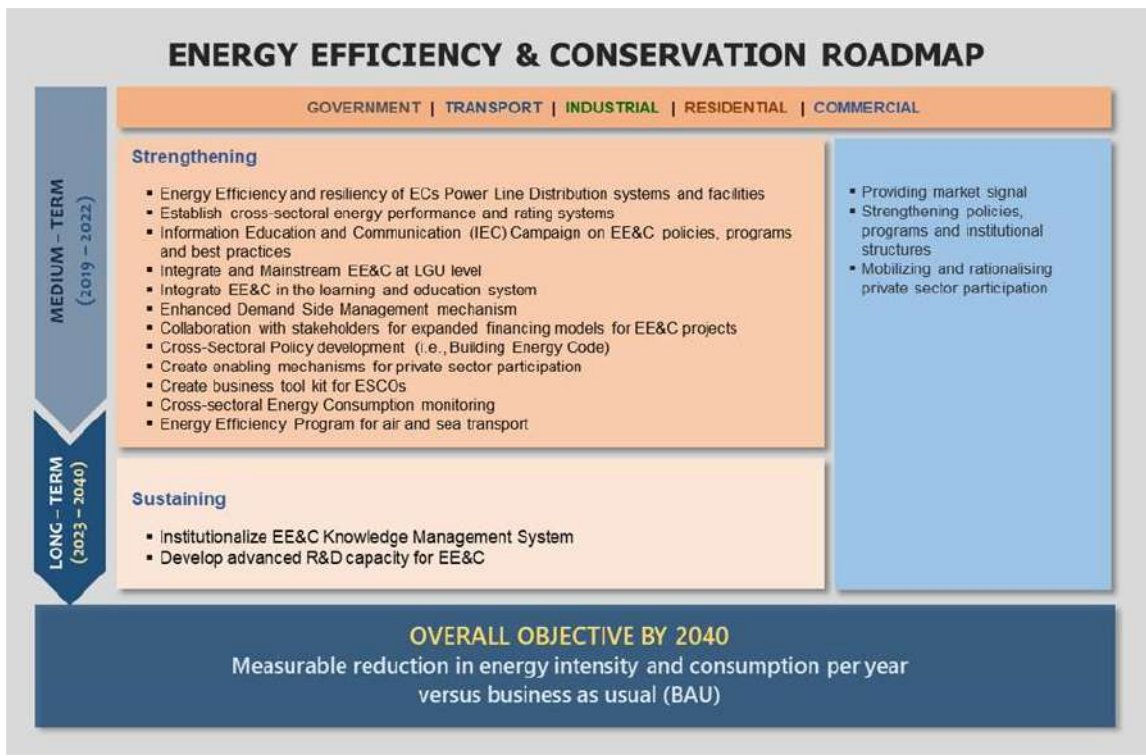 ENERGY EFFICIENCY & CONSERVATION ROADMAP
GOVERNMENT | TRANSPORT | INDUSTRIAL | RESIDENTIAL | COMMERCIAL
MEDIUM – TERM
(2019 – 2022)
Strengthening
▪ Energy Efficiency and resiliency of ECs Power Line Distribution systems and facilities
▪ Establish cross-sectoral energy performance and rating systems
▪ Information Education and Communication (IEC) Campaign on EE&C policies, programs
and best practices
▪ Integrate and Mainstream EE&C at LGU level
▪ Integrate EE&C in the learning and education system
▪ Enhanced Demand Side Management mechanism
▪ Collaboration with stakeholders for expanded financing models for EE&C projects
▪ Cross-Sectoral Policy development (i.e., Building Energy Code)
▪ Create enabling mechanisms for private sector participation
▪ Create business tool kit for ESCOs
▪ Cross-sectoral Energy Consumption monitoring
▪ Energy Efficiency Program for air and sea transport
▪ Providing market signal
▪ Strengthening policies,
programs and institutional
structures
▪ Mobilizing and rationalising
private sector participation
LONG – TERM
(2023 – 2040)
Sustaining
▪ Institutionalize EE&C Knowledge Management System
▪ Develop advanced R&D capacity for EE&C
OVERALL OBJECTIVE BY 2040
Measurable reduction in energy intensity and consumption per year
versus business as usual (BAU)